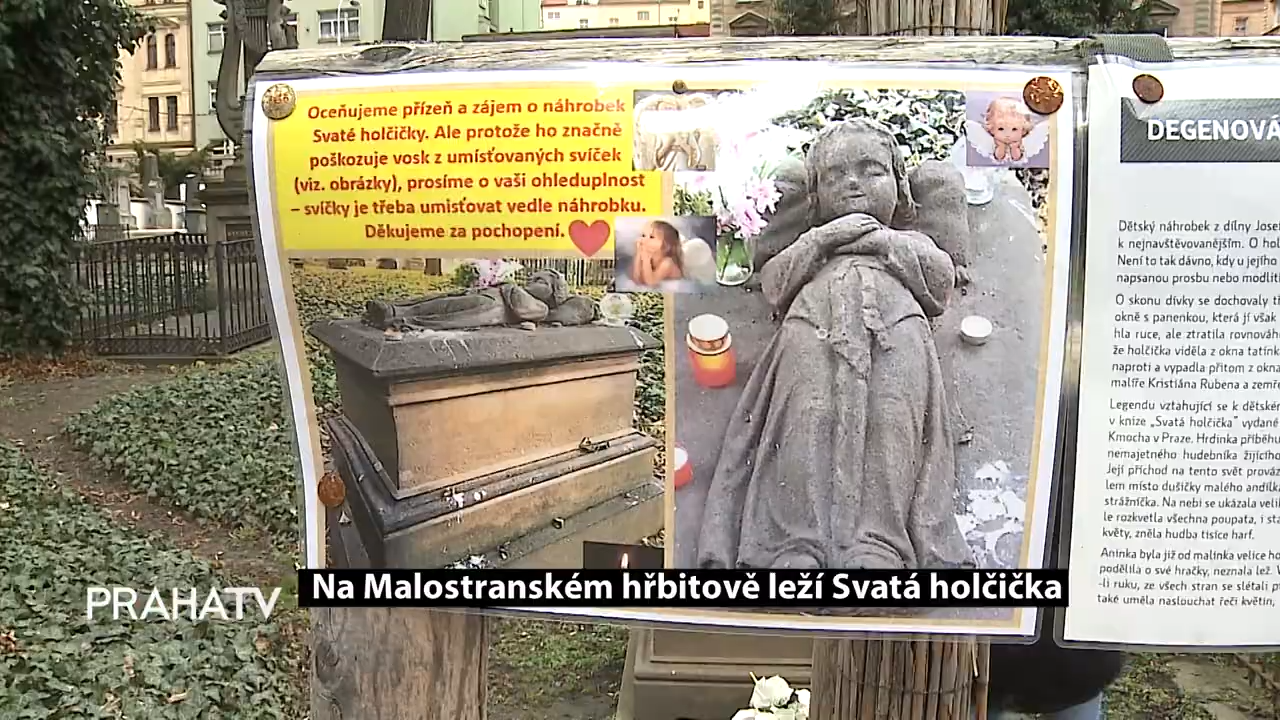 Oceňujeme přízeň a zájem o náhrobek
Svaté holčičky. Ale protože ho značně
poškozuje vosk z umísťovaných svíček
(viz. obrázky), prosíme o vaši ohleduplnost
– svíčky je třeba umisťovat vedle náhrobku.
Děkujeme za pochopení.
DEGENOVÁ
Dětský náhrobek z dílny Josef
k nejnavštěvovanějším. O hol
Není to tak dávno, kdy u jejího
napsanou prosbu nebo modlit
O skonu dívky se dochovaly t
okně s panenkou, která jí však
hla ruce, ale ztratila rovnováh
že holčička viděla z okna tatínk
naproti a vypadla přitom z okna
malíře Kristiána Rubena a zemře
Legendu vztahující se k dětské
v knize „Svatá holčička“ vydané
Kmocha v Praze. Hrdinka příběhu
nemajetného hudebníka žijícího
Její příchod na tento svět prováz
lem místo dušičky malého andílk
strážníčka. Na nebi se ukázala veli
le rozkvetla všechna poupata, i st
květy, zněla hudba tisíce harf.
Aninka byla již od malinka velice ho
podělila o své hračky, neznala lež. V
-li ruku, ze všech stran se slétali p
také uměla naslouchat řeči květin,
Na Malostranském hřbitově leží Svatá holčička
PRAHATV